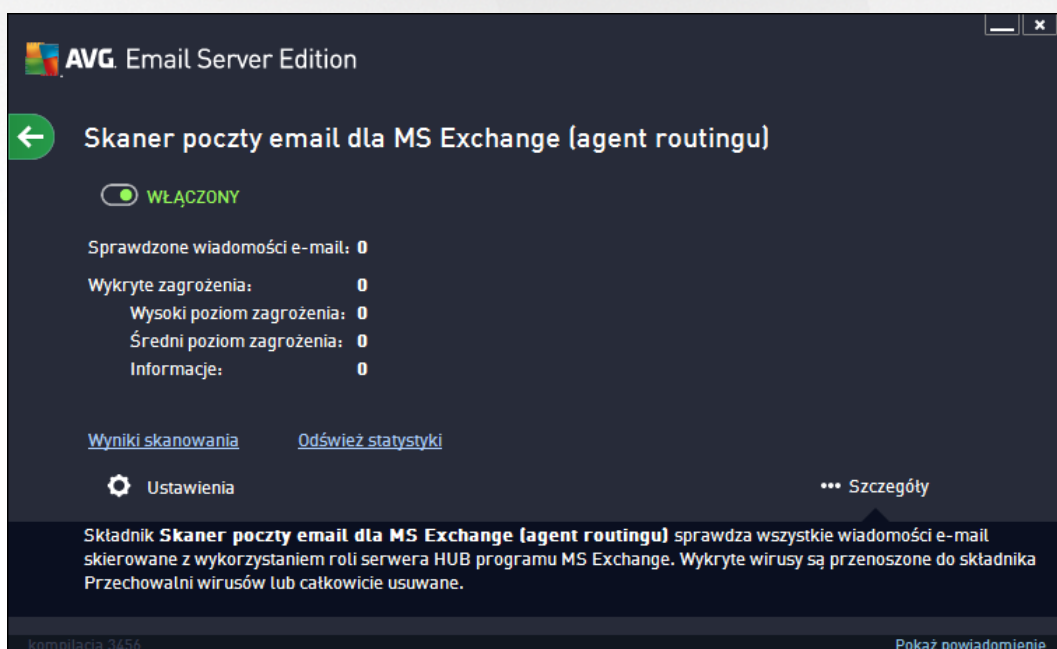 AVG. Email Server Edition
Skaner poczty email dla MS Exchange (agent routingu)
WŁĄCZONY
Sprawdzone wiadomości e-mail: 0
Wykryte zagrożenia: 0
Wysoki poziom zagrożenia: 0
Średni poziom zagrożenia: 0
Informacje: 0
Wyniki skanowania Odśwież statystyki
Ustawienia ••• Szczegóły
Składnik Skaner poczty email dla MS Exchange (agent routingu) sprawdza wszystkie wiadomości e-mail
skierowane z wykorzystaniem roli serwera HUB programu MS Exchange. Wykryte wirusy są przenoszone do składnika
Przechowalni wirusów lub całkowicie usuwane.
kompilacja 3456 Pokaż powiadomienie